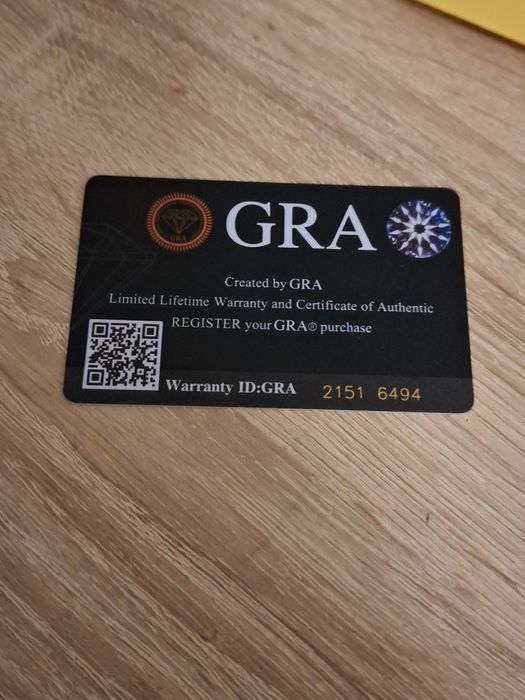 GRA
GRA
Created by GRA
Limited Lifetime Warranty and Certificate of Authentic
REGISTER your GRA® purchase
Warranty ID:GRA 2151 6494